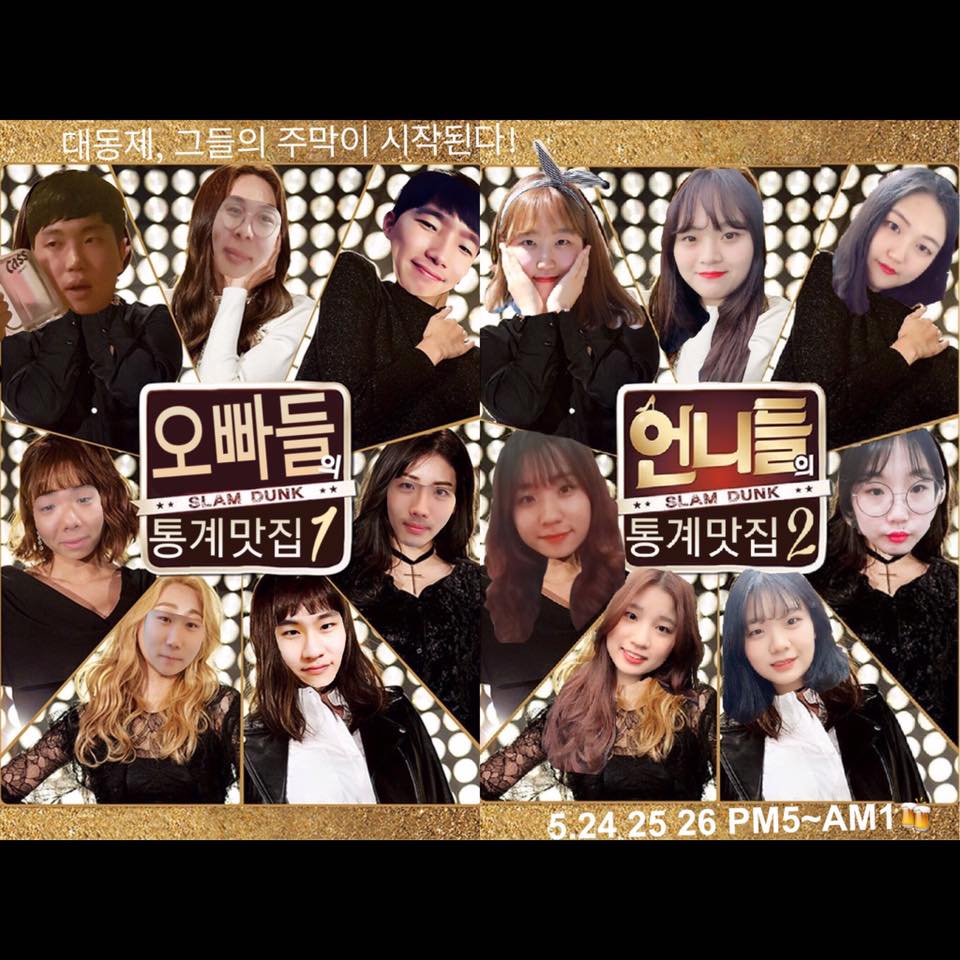 대동제, 그들의 주막이 시작된다!
cass
오빠들의
★★ SLAM DUNK ★★
통계맛집 1
언니들의
★★ SLAM DUNK ★★
통계맛집 2
5.24 25 26 PM5~AM1🍻